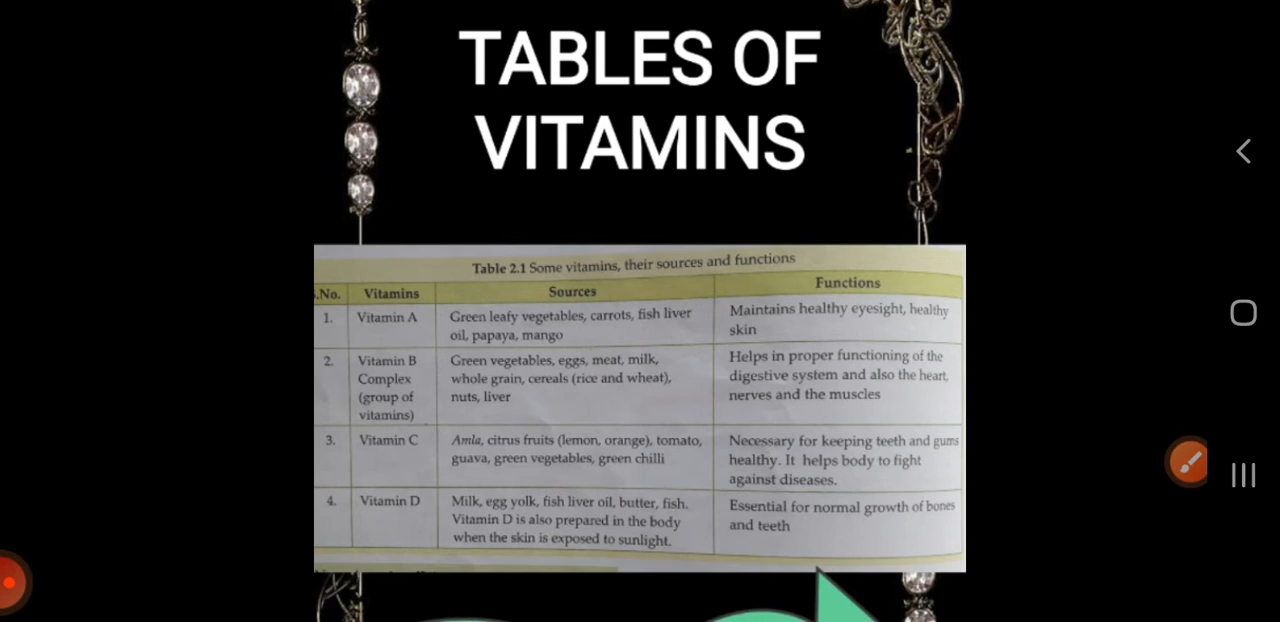 TABLES OF
VITAMINS
Table 2.1 Some vitamins, their sources and functions
.No. Vitamins Sources Functions
1. Vitamin A Green leafy vegetables, carrots, fish liver Maintains healthy eyesight, healthy
oil, papaya, mango skin
2. Vitamin B Green vegetables, eggs, meat, milk, Helps in proper functioning of the
Complex whole grain, cereals (rice and wheat), digestive system and also the heart,
(group of nuts, liver nerves and the muscles
vitamins)
3. Vitamin C Amla, citrus fruits (lemon, orange), tomato, Necessary for keeping teeth and gums
guava, green vegetables, green chilli healthy. It helps body to fight
against diseases.
4. Vitamin D Milk, egg yolk, fish liver oil, butter, fish. Essential for normal growth of bones
Vitamin D is also prepared in the body and teeth
when the skin is exposed to sunlight.